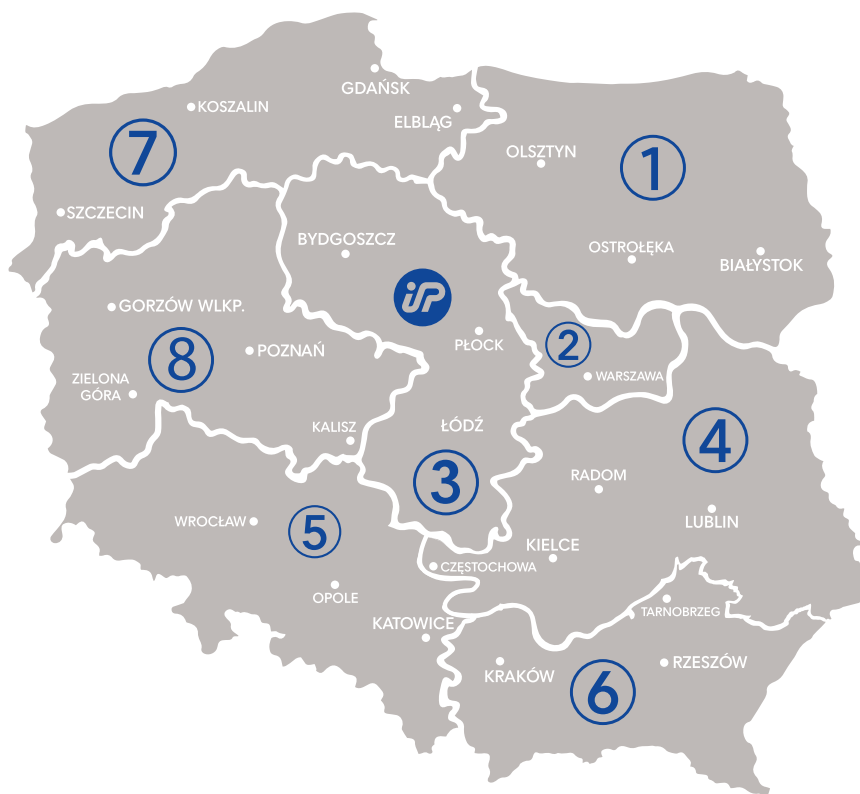 GDAŃSK
KOSZALIN
ELBLĄG
7
OLSZTYN
1
SZCZECIN
BYDGOSZCZ
OSTROŁĘKA
BIAŁYSTOK
iSP
GORZÓW WLKP.
PŁOCK
2
POZNAŃ
8
WARSZAWA
ZIELONA
GÓRA
KALISZ
ŁÓDŹ
4
3
RADOM
WROCŁAW
5
LUBLIN
KIELCE
CZĘSTOCHOWA
OPOLE
TARNOBRZEG
KATOWICE
KRAKÓW
RZESZÓW
6